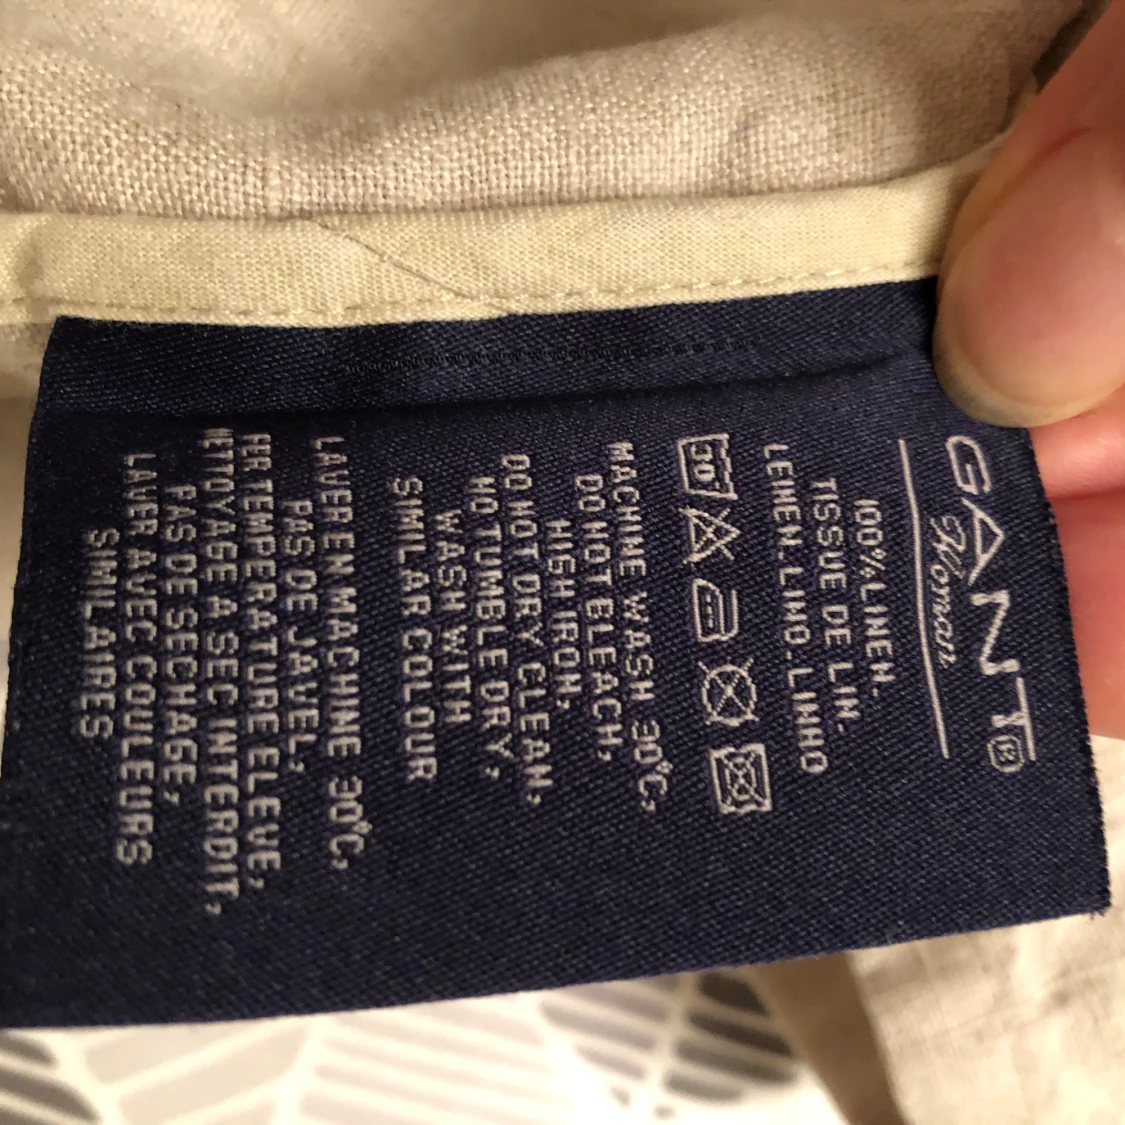 GANT®
Woman
100% LINEN.
TISSUE DE LIN.
LEINEN. LINO. LINHO
30
MACHINE WASH 30°C,
DO NOT BLEACH,
HIGH IRON,
DO NOT DRY CLEAN,
NO TUMBLE DRY,
WASH WITH
SIMILAR COLOUR
LAVER EN MACHINE 30°C,
PAS DE JAVEL,
FER TEMPERATURE ELEVE,
NETTOYAGE A SEC INTERDIT,
PAS DE SECHAGE,
LAVER AVEC COULEURS
SIMILAIRES